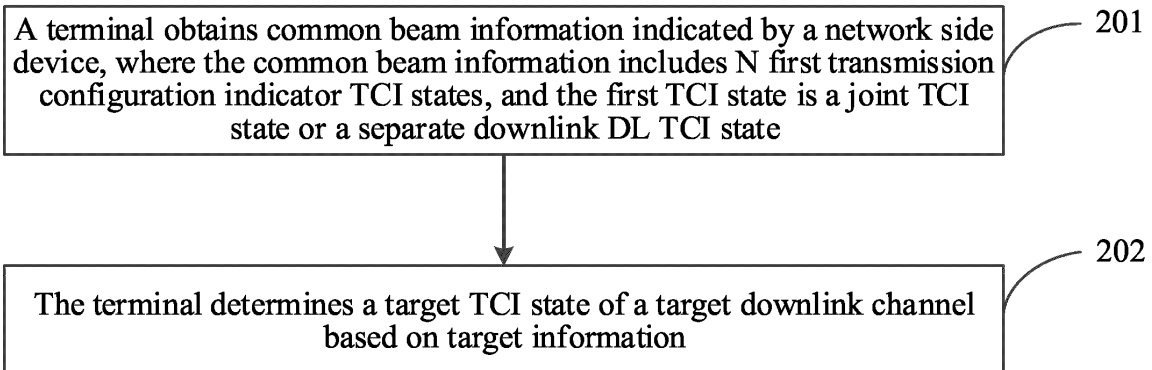 A terminal obtains common beam information indicated by a network side
device, where the common beam information includes N first transmission
configuration indicator TCI states, and the first TCI state is a joint TCI
state or a separate downlink DL TCI state
201
The terminal determines a target TCI state of a target downlink channel
based on target information
202